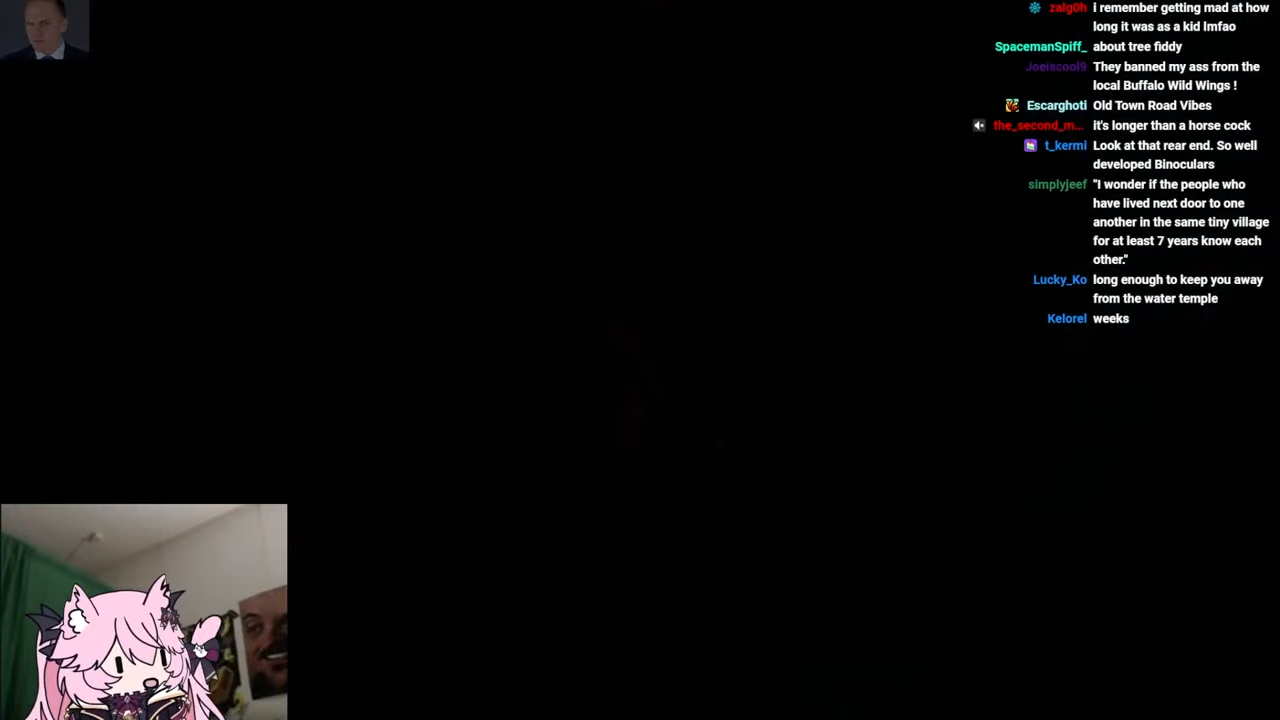 zalg0h i remember getting mad at how
long it was as a kid lmfao
SpacemanSpiff_ about tree fiddy
Joeiscool9 They banned my ass from the
local Buffalo Wild Wings !
Escarghoti Old Town Road Vibes
the_second_m... it's longer than a horse cock
t_kermi Look at that rear end. So well
developed Binoculars
simplyjeef "I wonder if the people who
have lived next door to one
another in the same tiny village
for at least 7 years know each
other."
Lucky_Ko long enough to keep you away
from the water temple
Kelorel weeks